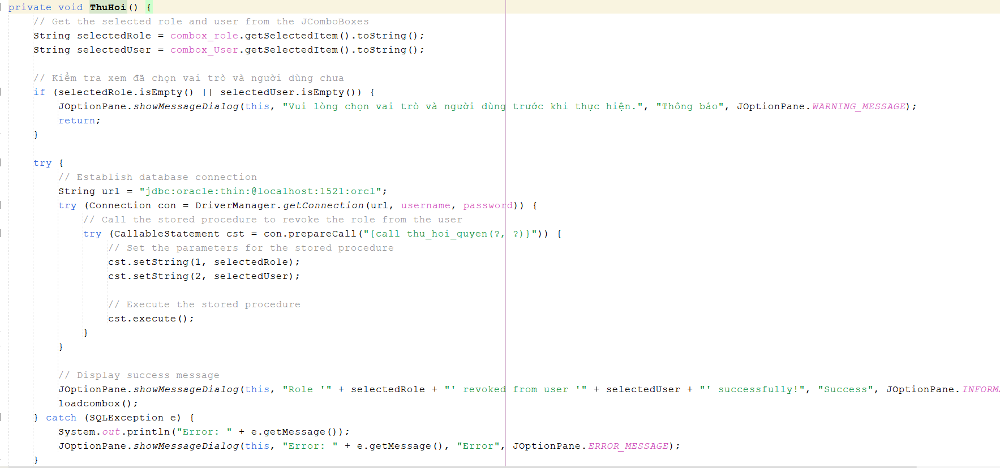 private void ThuHoi() {
// Get the selected role and user from the JComboBoxes
String selectedRole = combox_role.getSelectedItem().toString();
String selectedUser = combox_User.getSelectedItem().toString();
// Kiểm tra xem đã chọn vai trò và người dùng chưa
if (selectedRole.isEmpty() || selectedUser.isEmpty()) {
JOptionPane.showMessageDialog(this, "Vui lòng chọn vai trò và người dùng trước khi thực hiện.", "Thông báo", JOptionPane.WARNING_MESSAGE);
return;
}
try {
// Establish database connection
String url = "jdbc:oracle:thin:@localhost:1521:orcl";
try (Connection con = DriverManager.getConnection(url, username, password)) {
// Call the stored procedure to revoke the role from the user
try (CallableStatement cst = con.prepareCall("{call thu_hoi_quyen(?, ?)}")) {
// Set the parameters for the stored procedure
cst.setString(1, selectedRole);
cst.setString(2, selectedUser);
// Execute the stored procedure
cst.execute();
}
}
// Display success message
JOptionPane.showMessageDialog(this, "Role '" + selectedRole + "' revoked from user '" + selectedUser + "' successfully!", "Success", JOptionPane.
loadcombox();
} catch (SQLException e) {
System.out.println("Error: " + e.getMessage());
JOptionPane.showMessageDialog(this, "Error: " + e.getMessage(), "Error", JOptionPane.ERROR_MESSAGE);
}